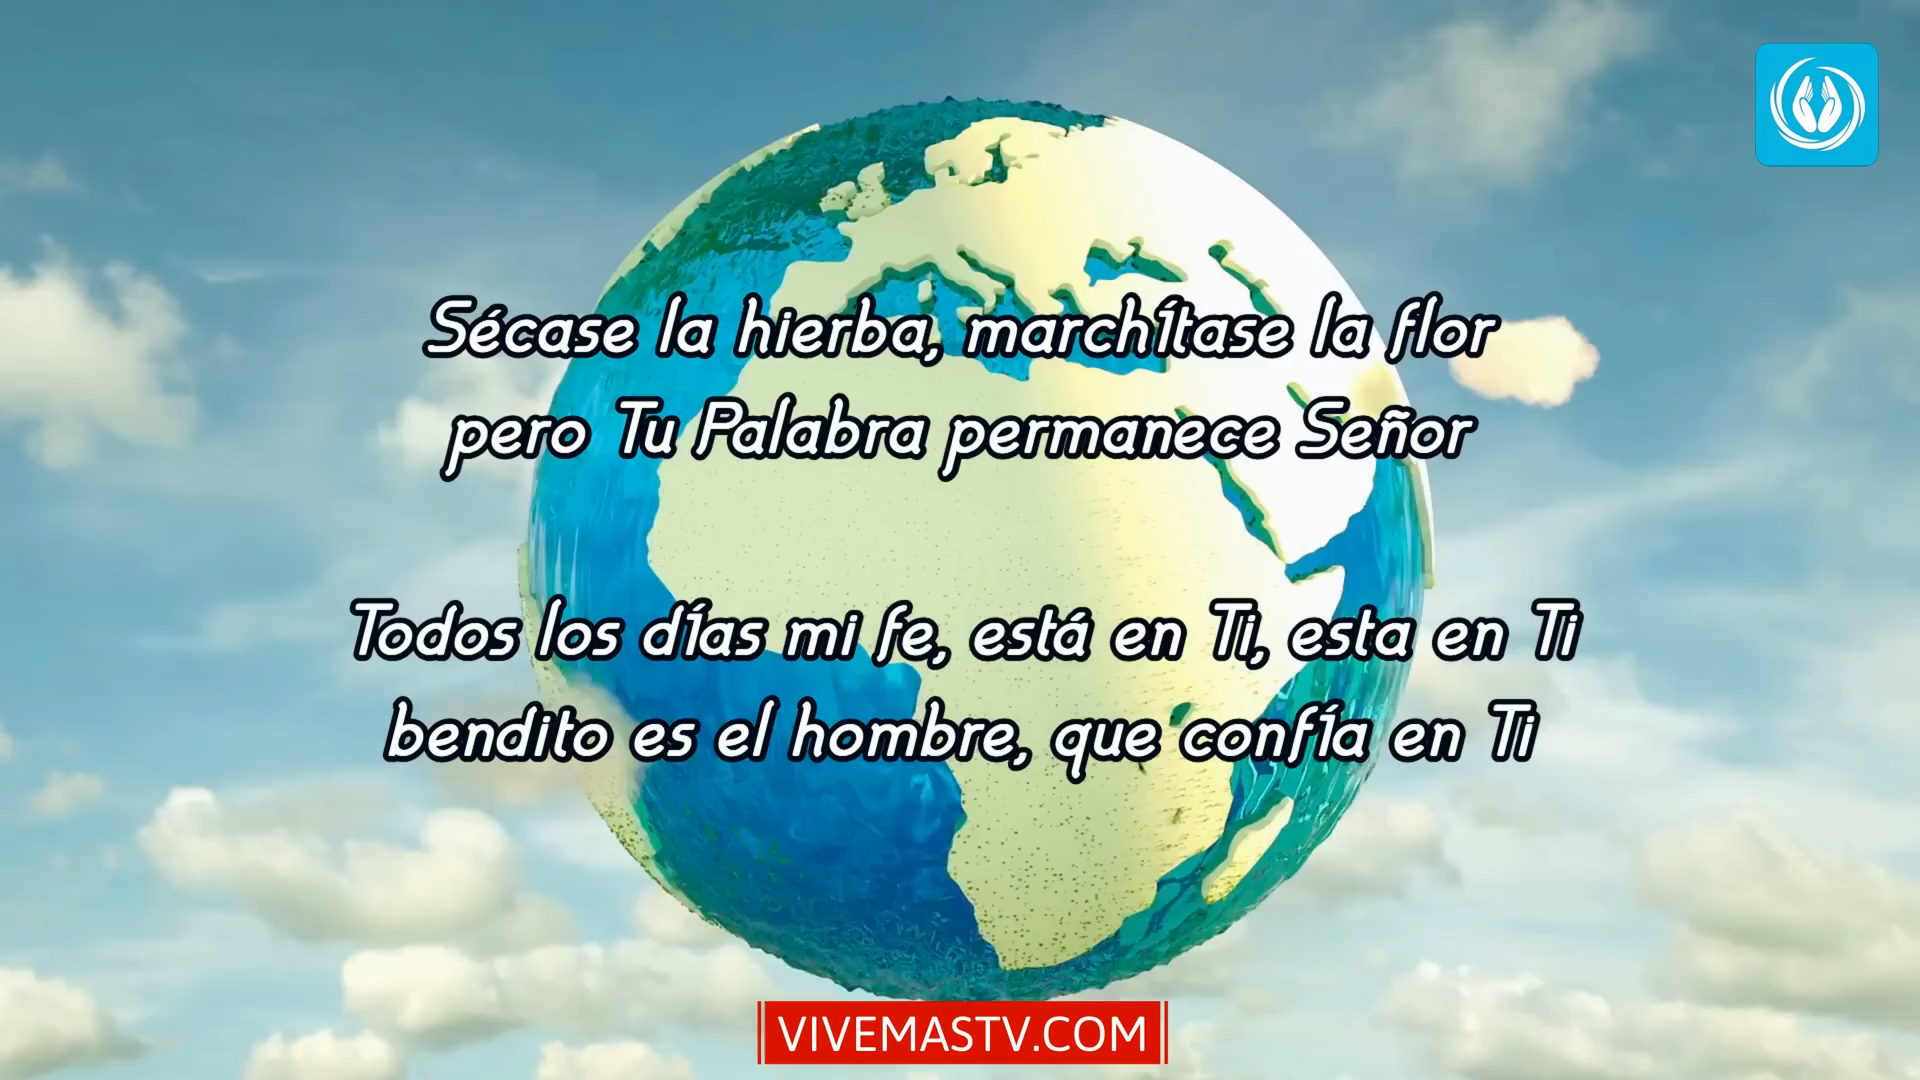 Sécase la hierba, marchítase la flor
pero Tu Palabra permanece Señor
Todos los días mi fe, está en Ti, esta en Ti
bendito es el hombre, que confía en Ti
VIVEMASTV.COM